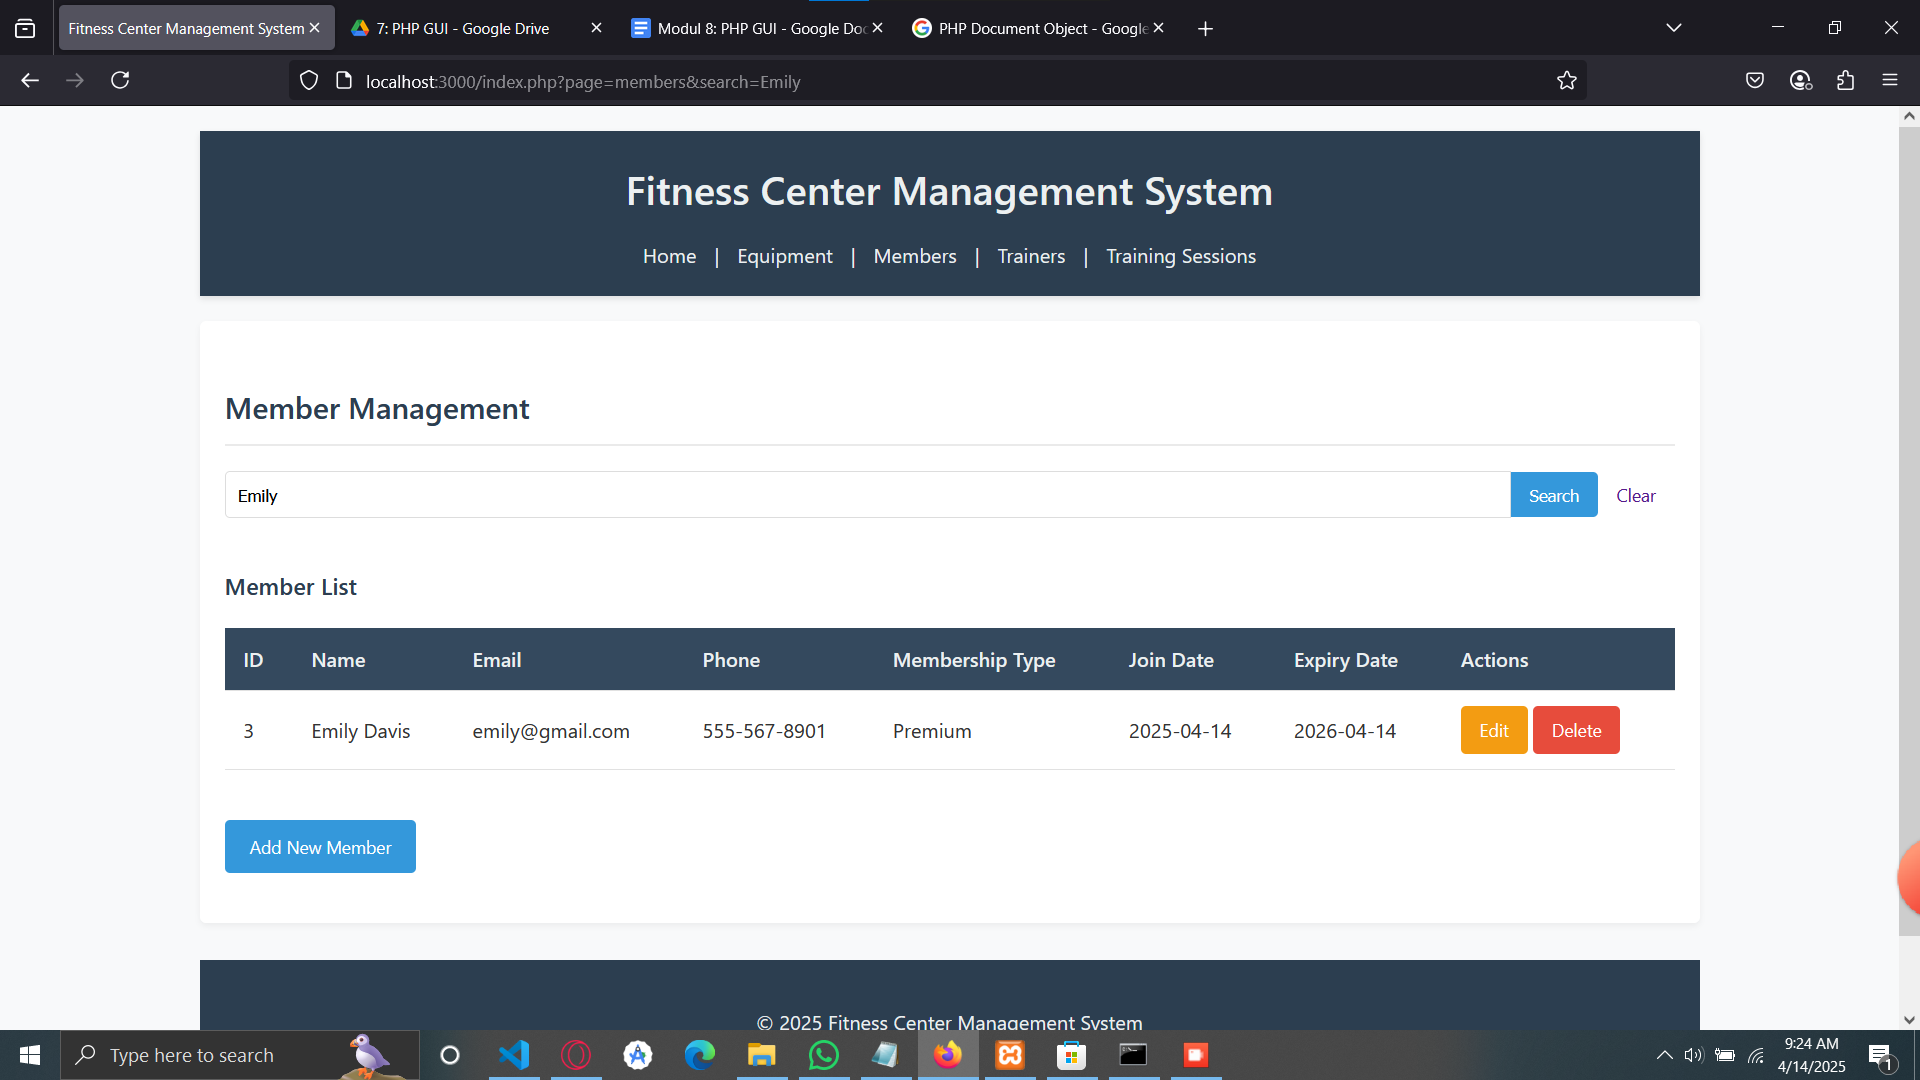 Fitness Center Management System
7: PHP GUI - Google Drive
Modul 8: PHP GUI - Google Doc
PHP Document Object - Google
localhost:3000/index.php?page=members&search=Emily
Fitness Center Management System
Home | Equipment | Members | Trainers | Training Sessions
Member Management
Emily
Search
Clear
Member List
ID Name Email Phone Membership Type Join Date Expiry Date Actions
3 Emily Davis emily@gmail.com 555-567-8901 Premium 2025-04-14 2026-04-14 Edit Delete
Add New Member
© 2025 Fitness Center Management System
Type here to search
9:24 AM
4/14/2025
1